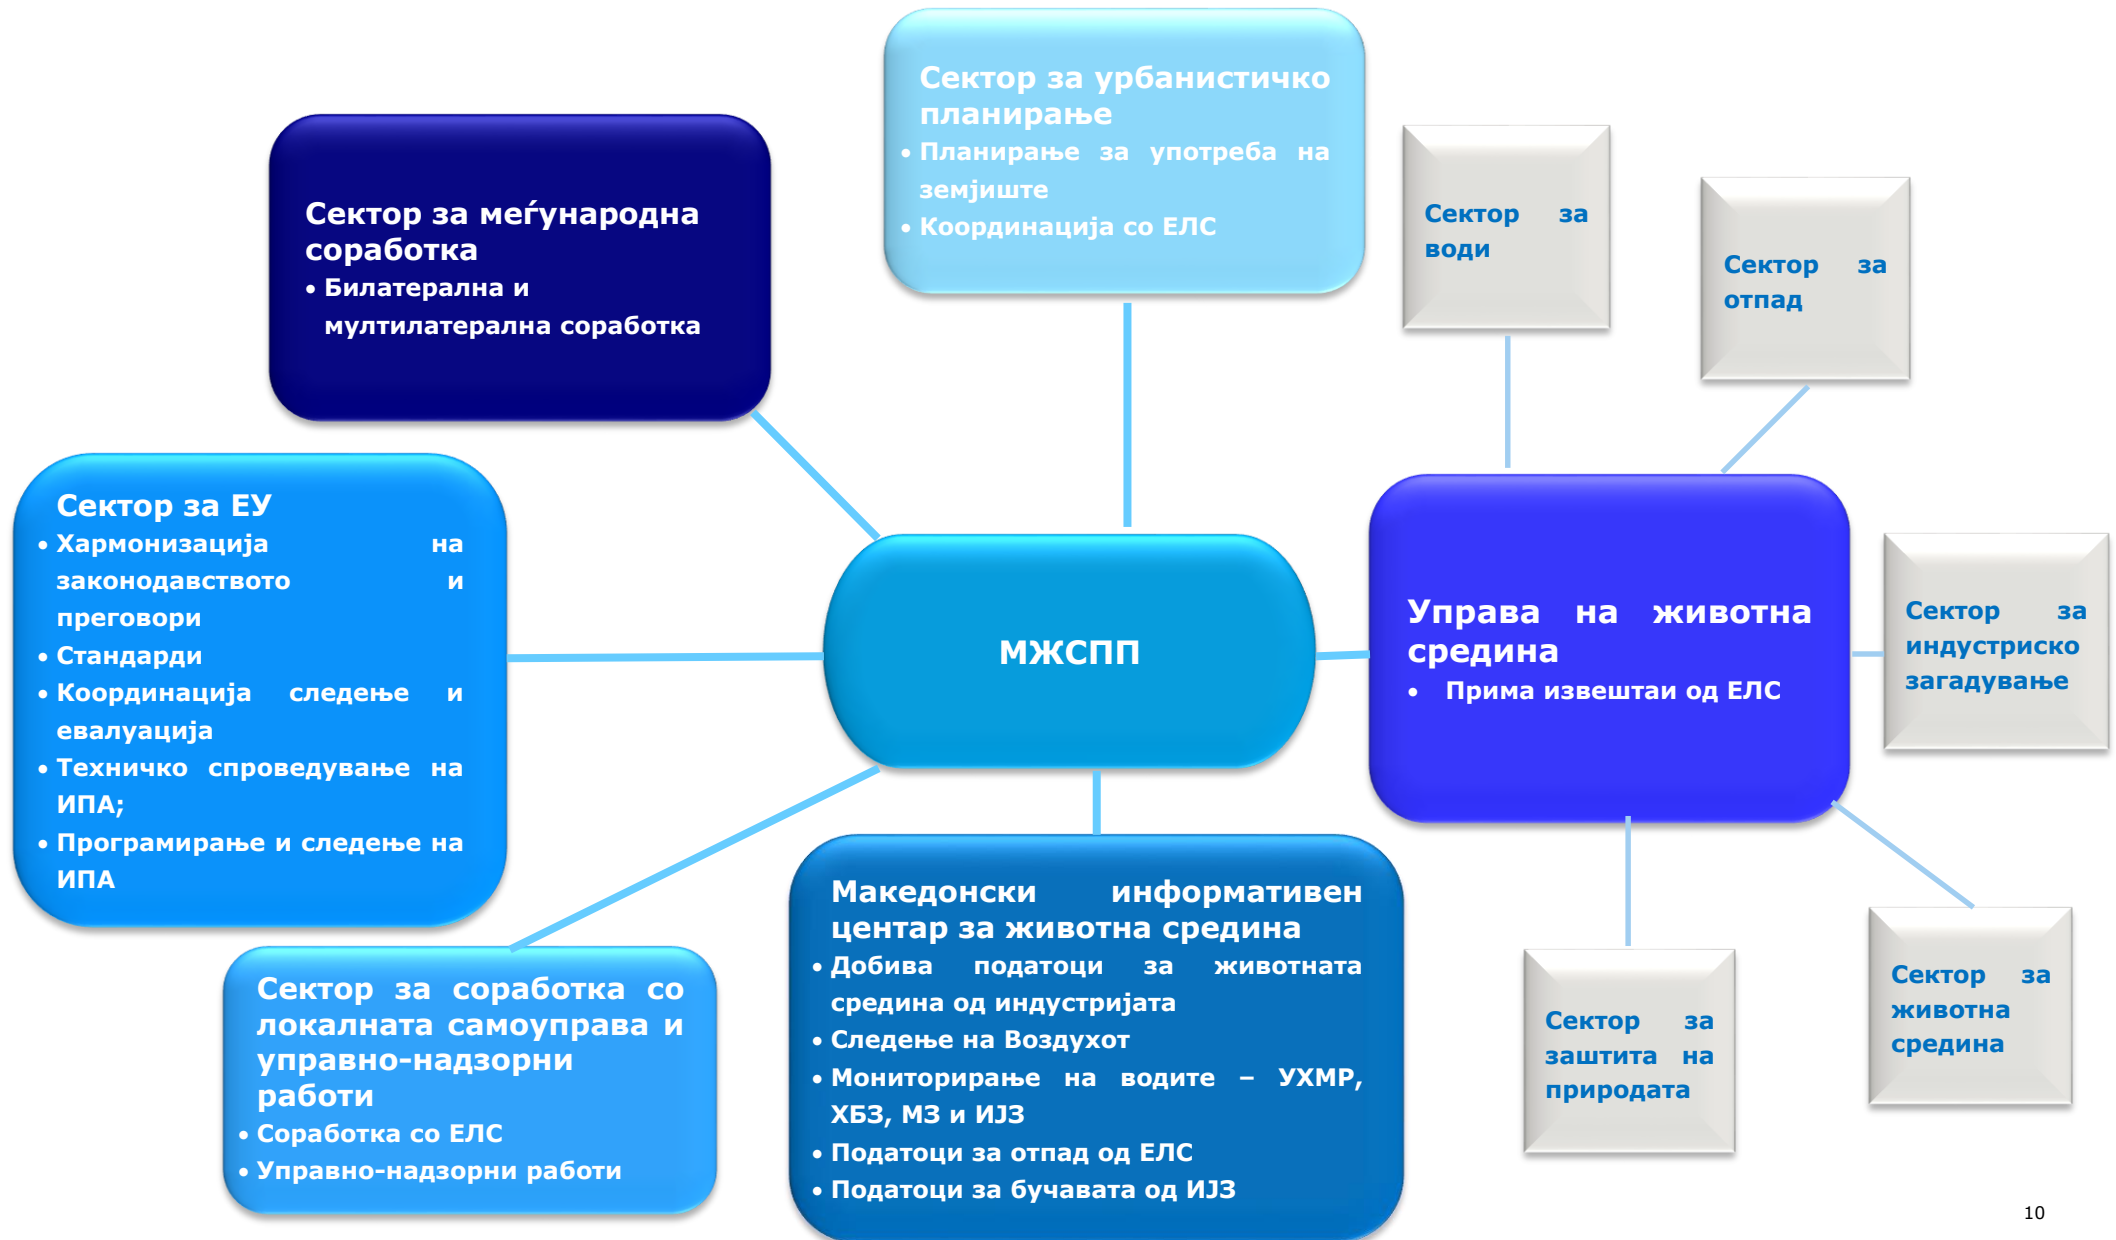 Сектор за урбанистичко
планирање
• Планирање за употреба на
земјиште
• Координација со ЕЛС
Сектор за меѓународна
соработка
• Билатерална и
мултилатерална соработка
Сектор за
води
Сектор за
отпад
Сектор за ЕУ
• Хармонизација на
законодавството и
преговори
• Стандарди
• Координација следење и
евалуација
• Техничко спроведување на
ИПА;
• Програмирање и следење на
ИПА
МЖСПП
Управа на животна
средина
• Прима извештаи од ЕЛС
Сектор за
индустриско
загадување
Сектор за соработка со
локалната самоуправа и
управно-надзорни
работи
• Соработка со ЕЛС
• Управно-надзорни работи
Македонски информативен
центар за животна средина
• Добива податоци за животната
средина од индустријата
• Следење на Воздухот
• Мониторирање на водите – УХМР,
ХБЗ, МЗ и ИЈЗ
• Податоци за отпад од ЕЛС
• Податоци за бучавата од ИЈЗ
Сектор за
заштита на
природата
Сектор за
животна
средина
10